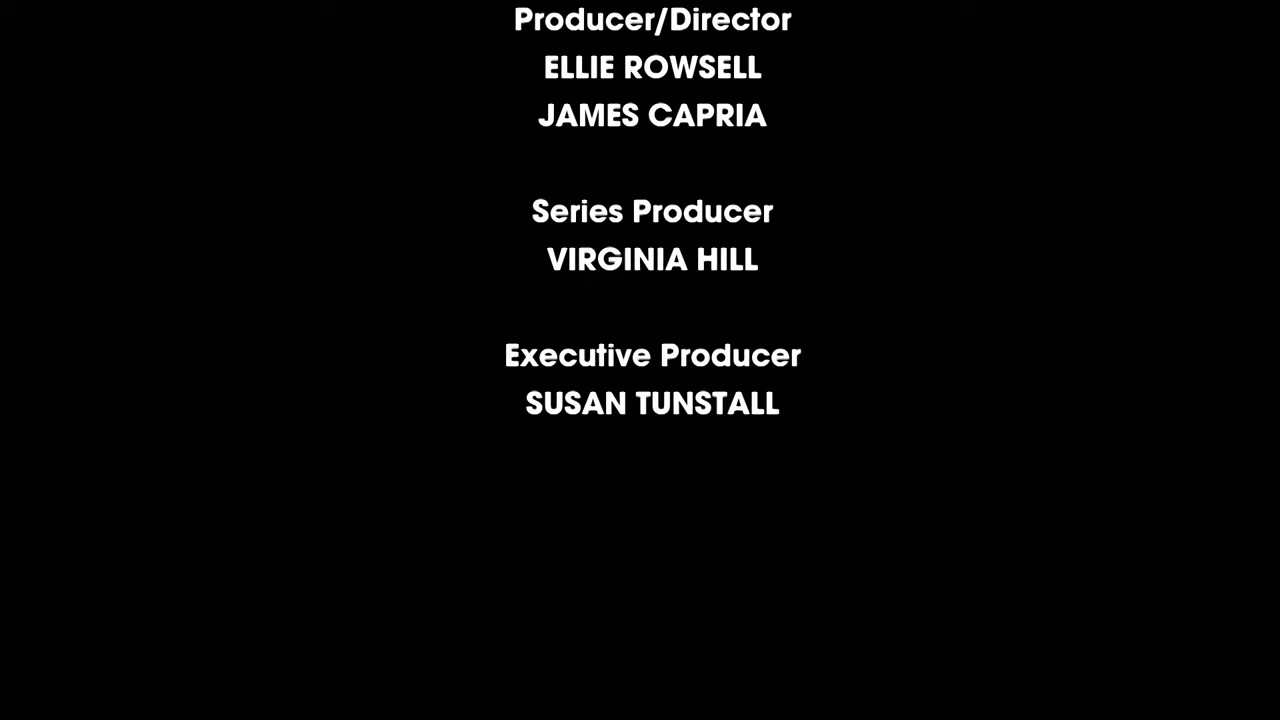 Producer/Director
ELLIE ROWSELL
JAMES CAPRIA
Series Producer
VIRGINIA HILL
Executive Producer
SUSAN TUNSTALL